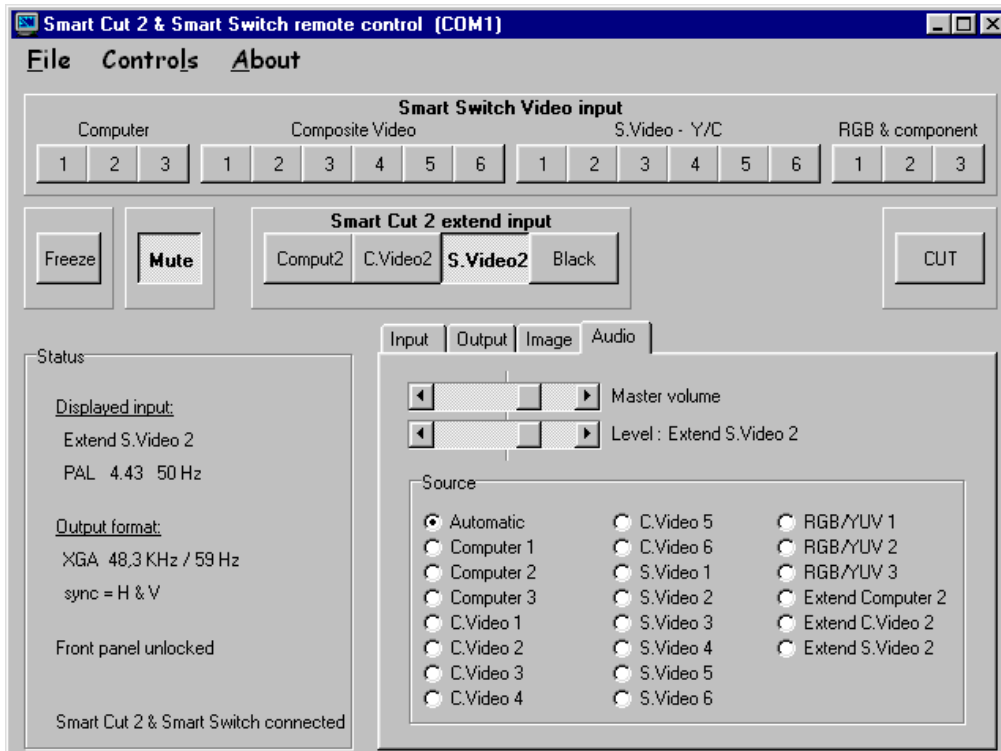 Smart Cut 2 & Smart Switch remote control (COM1)
File Controls About
Smart Switch Video input
Computer Composite Video S.Video - Y/C RGB & component
1 2 3 1 2 3 4 5 6 1 2 3 4 5 6 1 2 3
Smart Cut 2 extend input
Freeze Mute Comput2 C.Video2 S.Video2 Black CUT
Input Output Image Audio
Status
Displayed input:
Extend S.Video 2
PAL 4.43 50 Hz
Output format:
XGA 48,3 KHz / 59 Hz
sync = H & V
Front panel unlocked
Smart Cut 2 & Smart Switch connected
Master volume
Level : Extend S.Video 2
Source
Automatic
Computer 1
Computer 2
Computer 3
C.Video 1
C.Video 2
C.Video 3
C.Video 4
C.Video 5
C.Video 6
S.Video 1
S.Video 2
S.Video 3
S.Video 4
S.Video 5
S.Video 6
RGB/YUV 1
RGB/YUV 2
RGB/YUV 3
Extend Computer 2
Extend C.Video 2
Extend S.Video 2